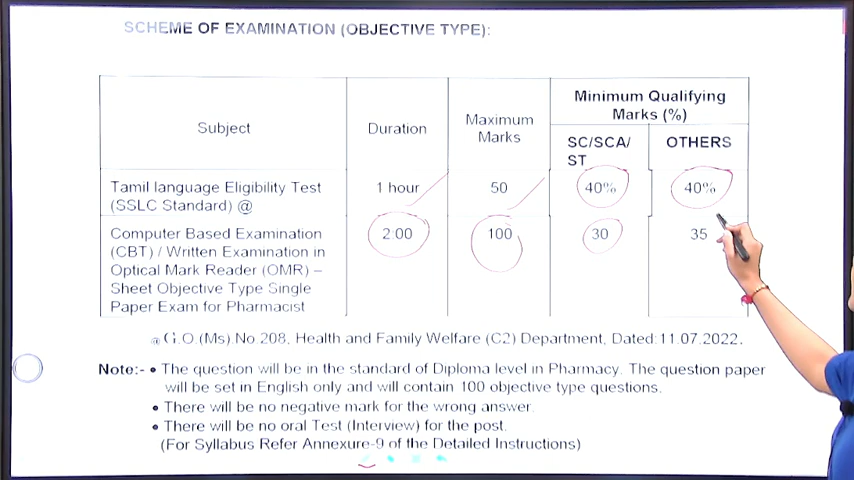 SCHEME OF EXAMINATION (OBJECTIVE TYPE):
Subject
Duration
Maximum
Marks
Minimum Qualifying
Marks (%)
SC/SCA/
ST
OTHERS
Tamil language Eligibility Test
(SSLC Standard) @
1 hour
50
40%
40%
Computer Based Examination
(CBT) / Written Examination in
Optical Mark Reader (OMR) –
Sheet Objective Type Single
Paper Exam for Pharmacist
2:00
100
30
35
@ G.O.(Ms).No.208, Health and Family Welfare (C2) Department, Dated:11.07.2022.
Note:- • The question will be in the standard of Diploma level in Pharmacy. The question paper
will be set in English only and will contain 100 objective type questions.
• There will be no negative mark for the wrong answer.
• There will be no oral Test (Interview) for the post.
(For Syllabus Refer Annexure-9 of the Detailed Instructions)